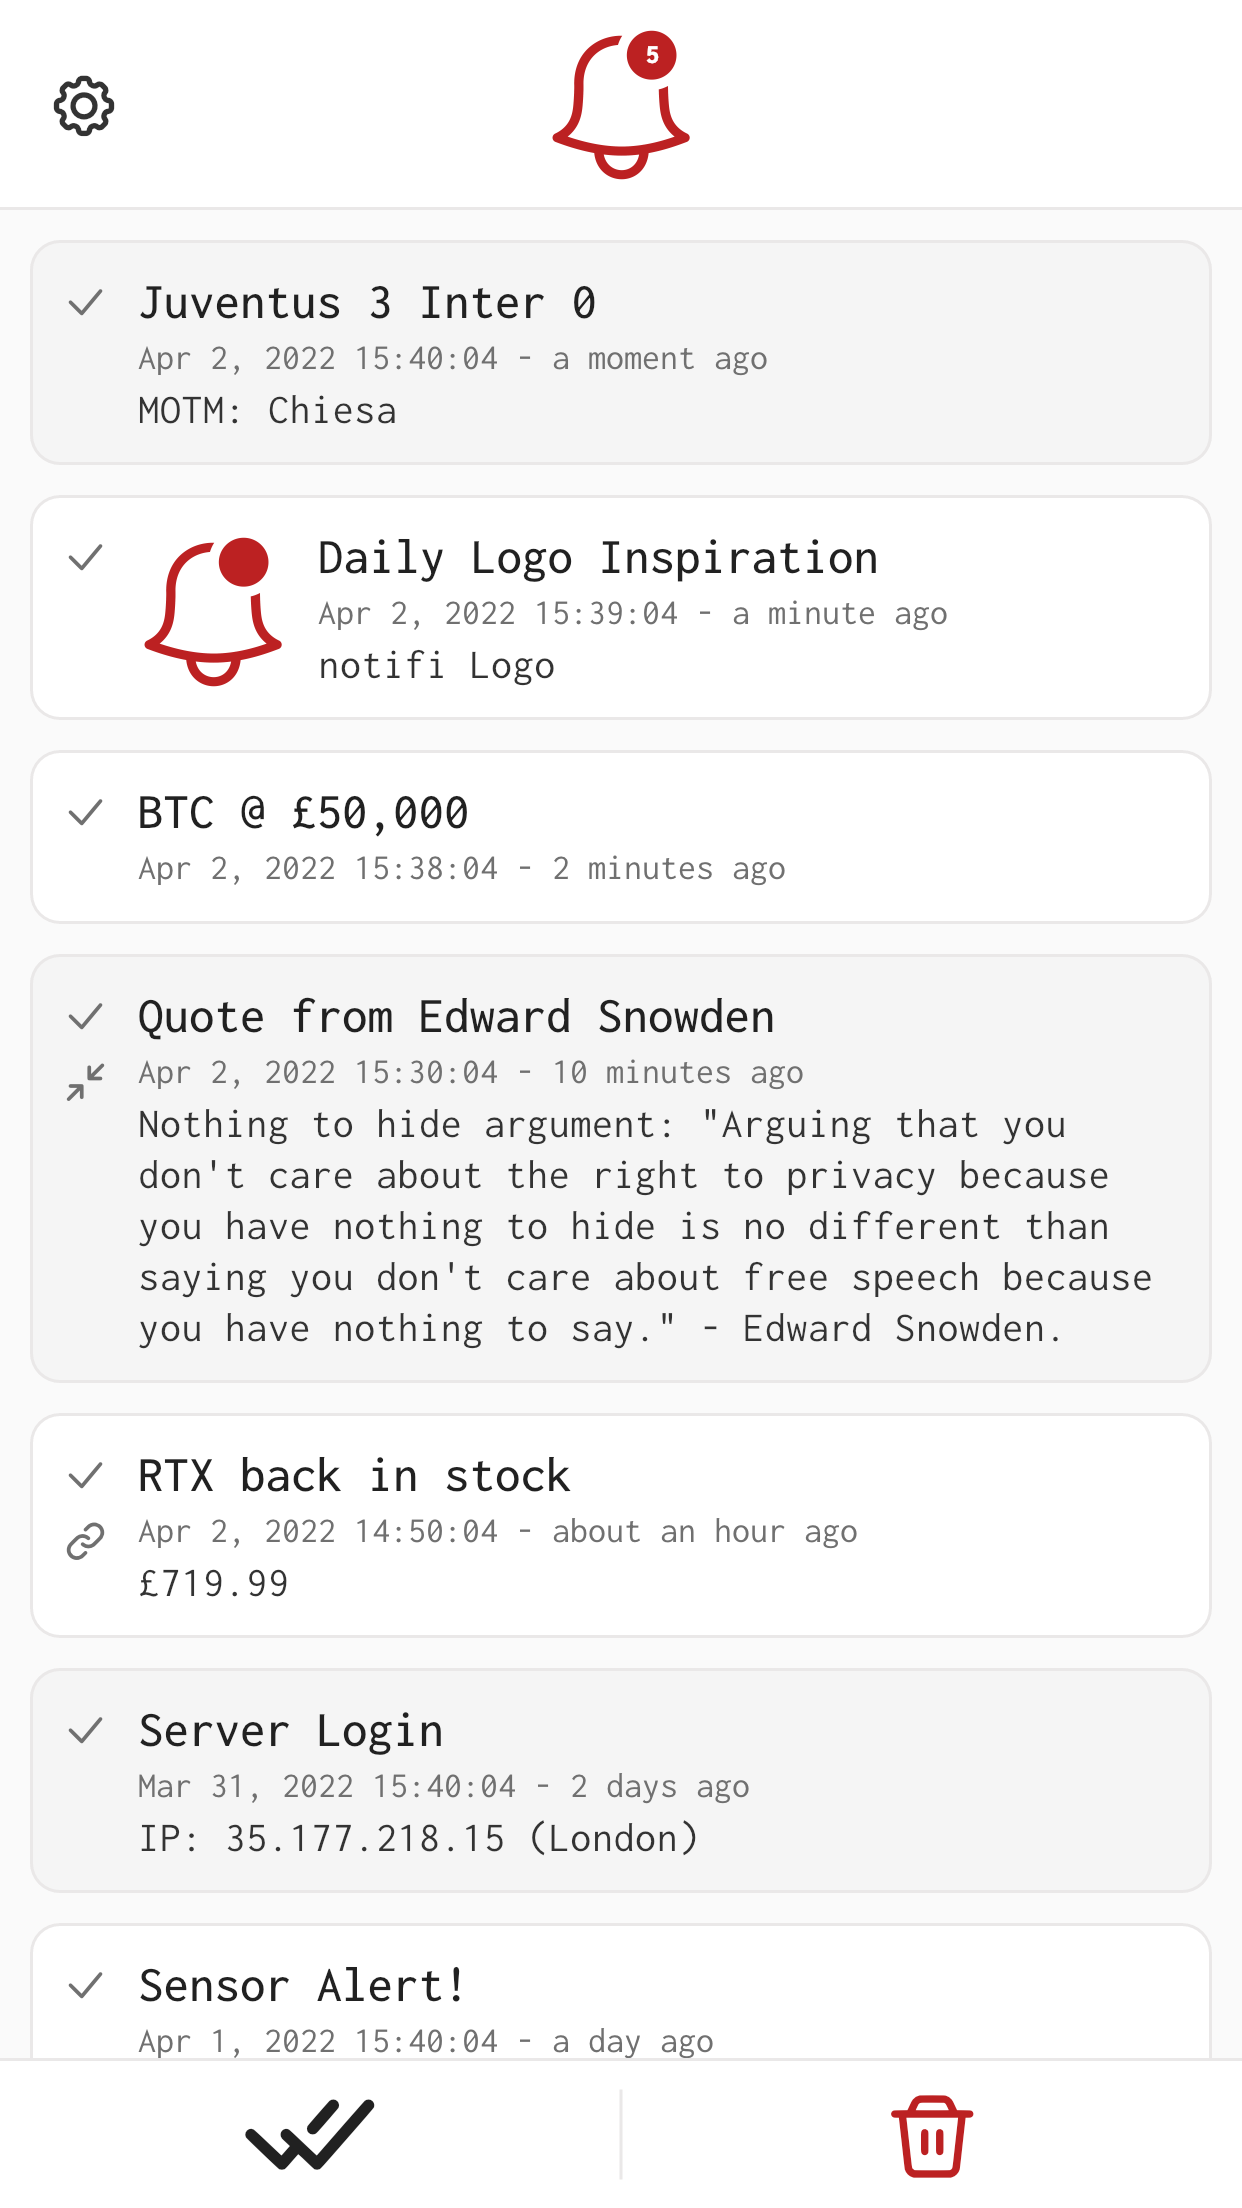 5
Juventus 3 Inter 0
Apr 2, 2022 15:40:04 - a moment ago
MOTM: Chiesa
Daily Logo Inspiration
Apr 2, 2022 15:39:04 - a minute ago
notifi Logo
BTC @ £50,000
Apr 2, 2022 15:38:04 - 2 minutes ago
Quote from Edward Snowden
Apr 2, 2022 15:30:04 - 10 minutes ago
Nothing to hide argument: "Arguing that you
don't care about the right to privacy because
you have nothing to hide is no different than
saying you don't care about free speech because
you have nothing to say." - Edward Snowden.
RTX back in stock
Apr 2, 2022 14:50:04 - about an hour ago
£719.99
Server Login
Mar 31, 2022 15:40:04 - 2 days ago
IP: 35.177.218.15 (London)
Sensor Alert!
Apr 1, 2022 15:40:04 - a day ago